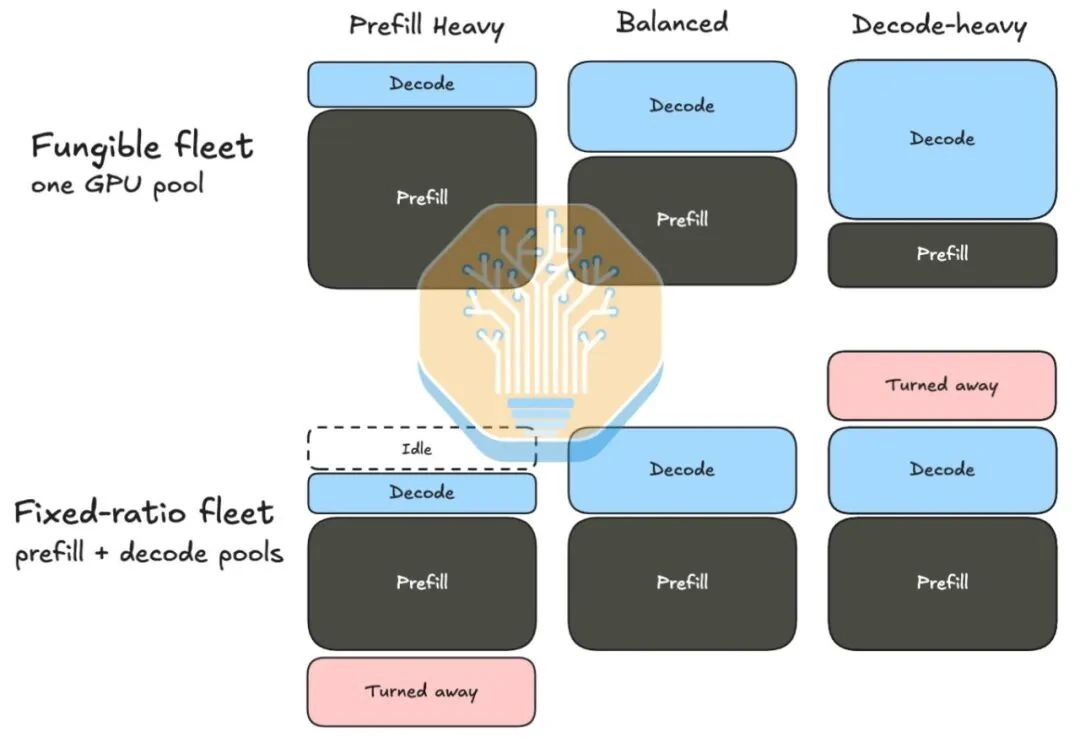 Prefill Heavy
Balanced
Decode-heavy
Fungible fleet
one GPU pool
Decode
Prefill
Decode
Prefill
Decode
Prefill
Fixed-ratio fleet
prefill + decode pools
Idle
Decode
Prefill
Turned away
Decode
Prefill
Turned away
Decode
Prefill